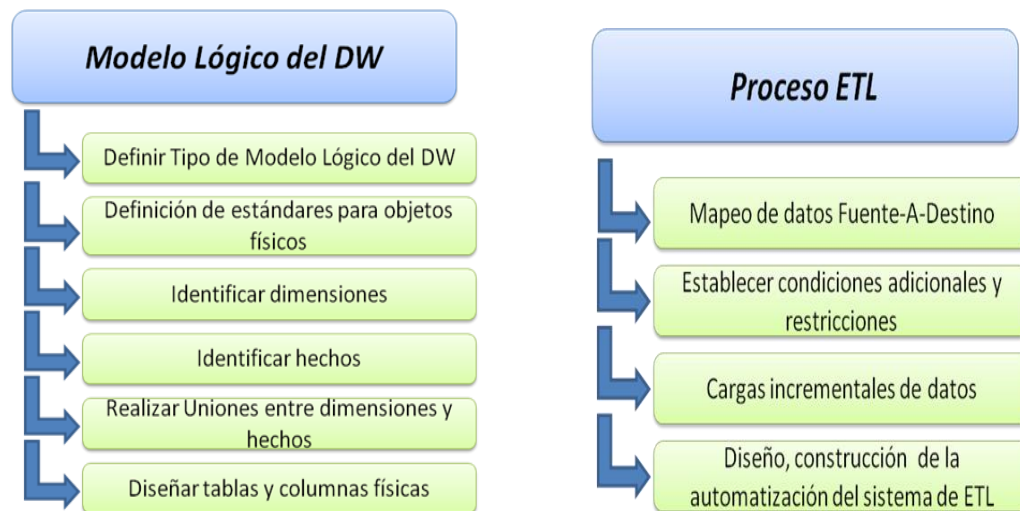 Modelo Lógico del DW
Definir Tipo de Modelo Lógico del DW
Definición de estándares para objetos
físicos
Identificar dimensiones
Identificar hechos
Realizar Uniones entre dimensiones y
hechos
Diseñar tablas y columnas físicas
Proceso ETL
Mapeo de datos Fuente-A-Destino
Establecer condiciones adicionales y
restricciones
Cargas incrementales de datos
Diseño, construcción de la
automatización del sistema de ETL